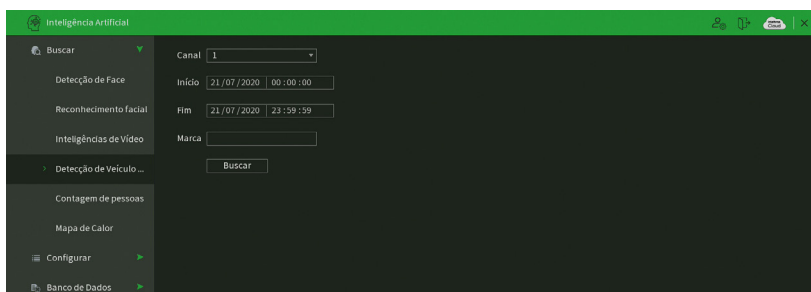 Inteligência Artificial
Buscar
Detecção de Face
Reconhecimento facial
Inteligências de Vídeo
Detecção de Veículo ...
Contagem de pessoas
Mapa de Calor
Configurar
Banco de Dados
Canal 1
Início 21/07/2020 00:00:00
Fim 21/07/2020 23:59:59
Marca
Buscar